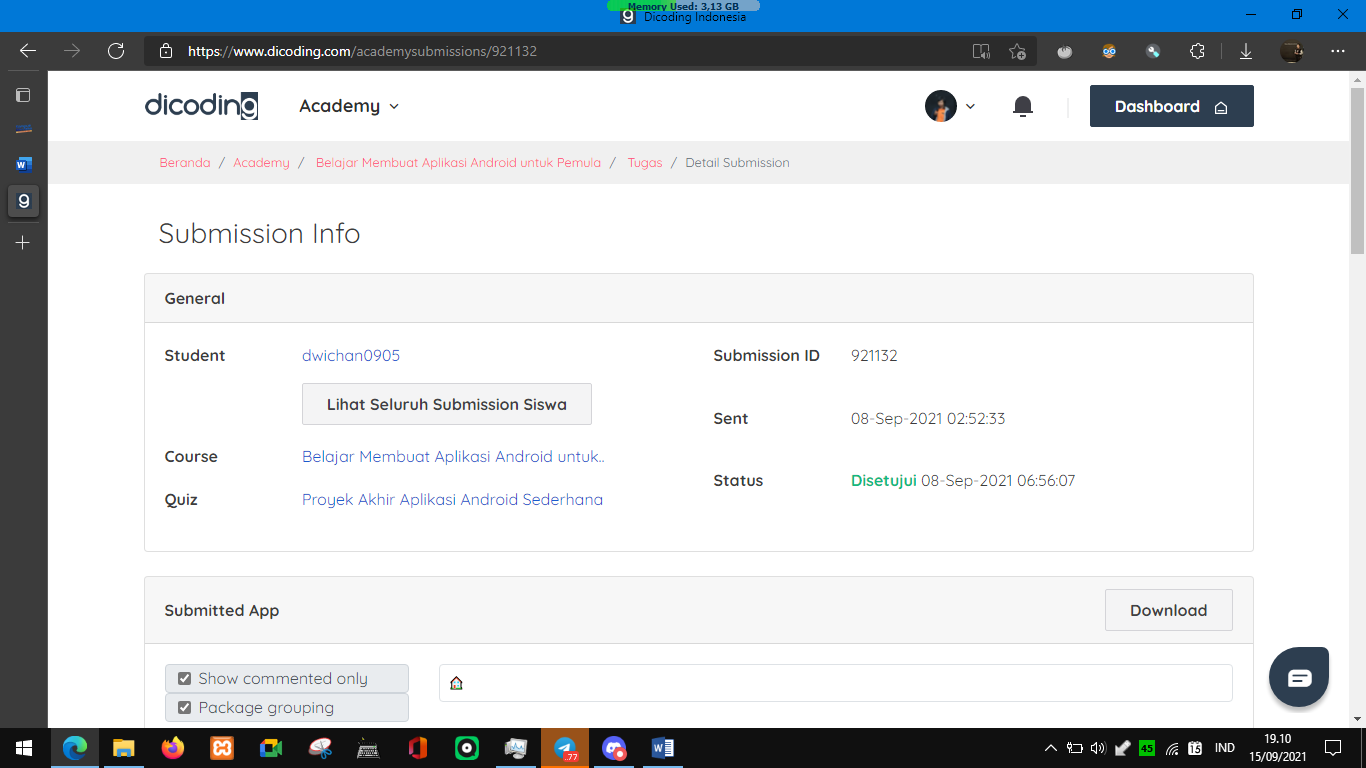 Memory Used: 3,13 GB
Dicoding Indonesia
https://www.dicoding.com/academysubmissions/921132
dicoding
Academy
Dashboard
Beranda / Academy / Belajar Membuat Aplikasi Android untuk Pemula / Tugas / Detail Submission
Submission Info
General
Student dwichan0905
Submission ID 921132
Lihat Seluruh Submission Siswa
Sent 08-Sep-2021 02:52:33
Course Belajar Membuat Aplikasi Android untuk..
Status Disetujui 08-Sep-2021 06:56:07
Quiz Proyek Akhir Aplikasi Android Sederhana
Submitted App
Download
Show commented only
Package grouping
.77
45
IND
19.10
15/09/2021